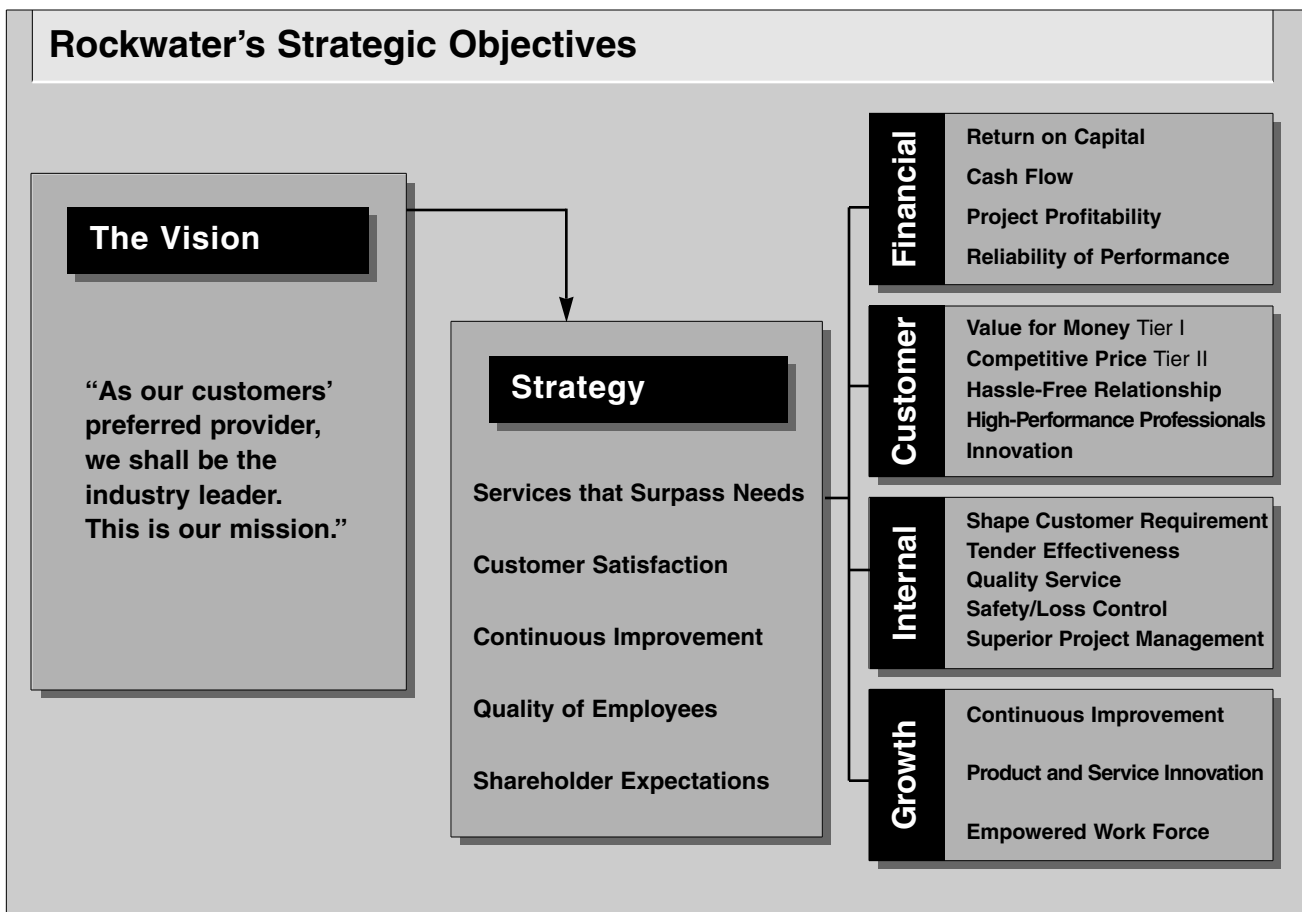 Rockwater’s Strategic Objectives
The Vision
“As our customers’
preferred provider,
we shall be the
industry leader.
This is our mission.”
Strategy
Services that Surpass Needs
Customer Satisfaction
Continuous Improvement
Quality of Employees
Shareholder Expectations
Financial
Return on Capital
Cash Flow
Project Profitability
Reliability of Performance
Customer
Value for Money Tier I
Competitive Price Tier II
Hassle-Free Relationship
High-Performance Professionals
Innovation
Internal
Shape Customer Requirement
Tender Effectiveness
Quality Service
Safety/Loss Control
Superior Project Management
Growth
Continuous Improvement
Product and Service Innovation
Empowered Work Force